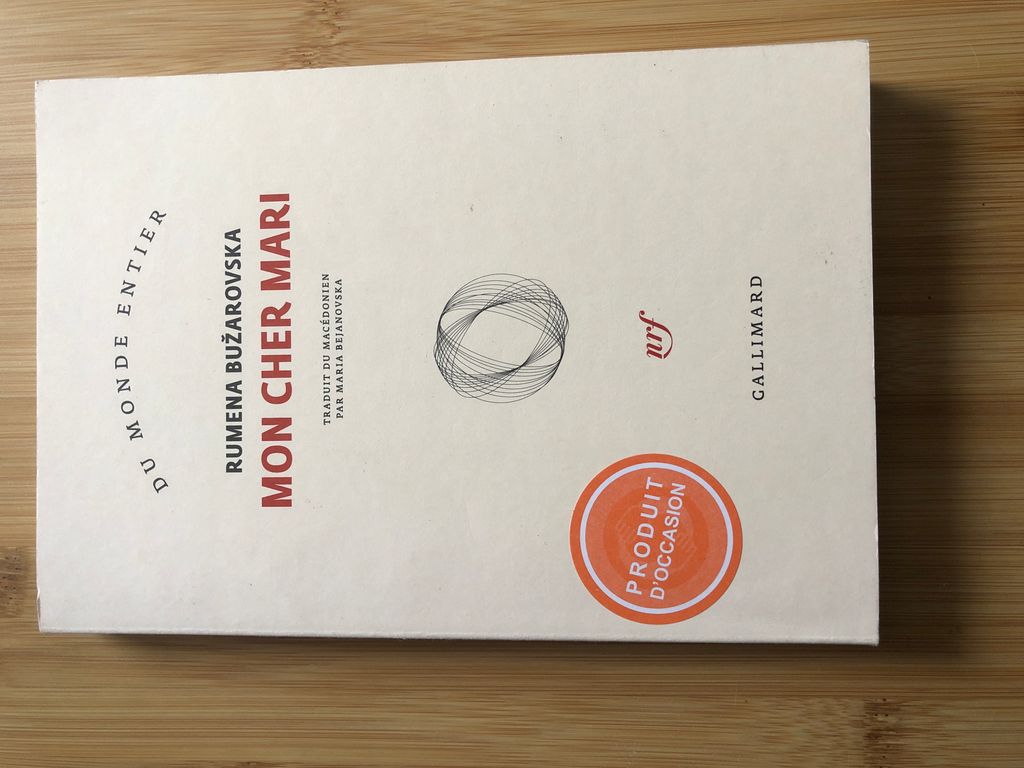 DU MONDE ENTIER
RUMENA BUŽAROVSKA
MON CHER MARI
TRADUIT DU MACÉDONIEN
PAR MARIA BEJANOVSKA
nrf
PRODUIT
D'OCCASION
GALLIMARD